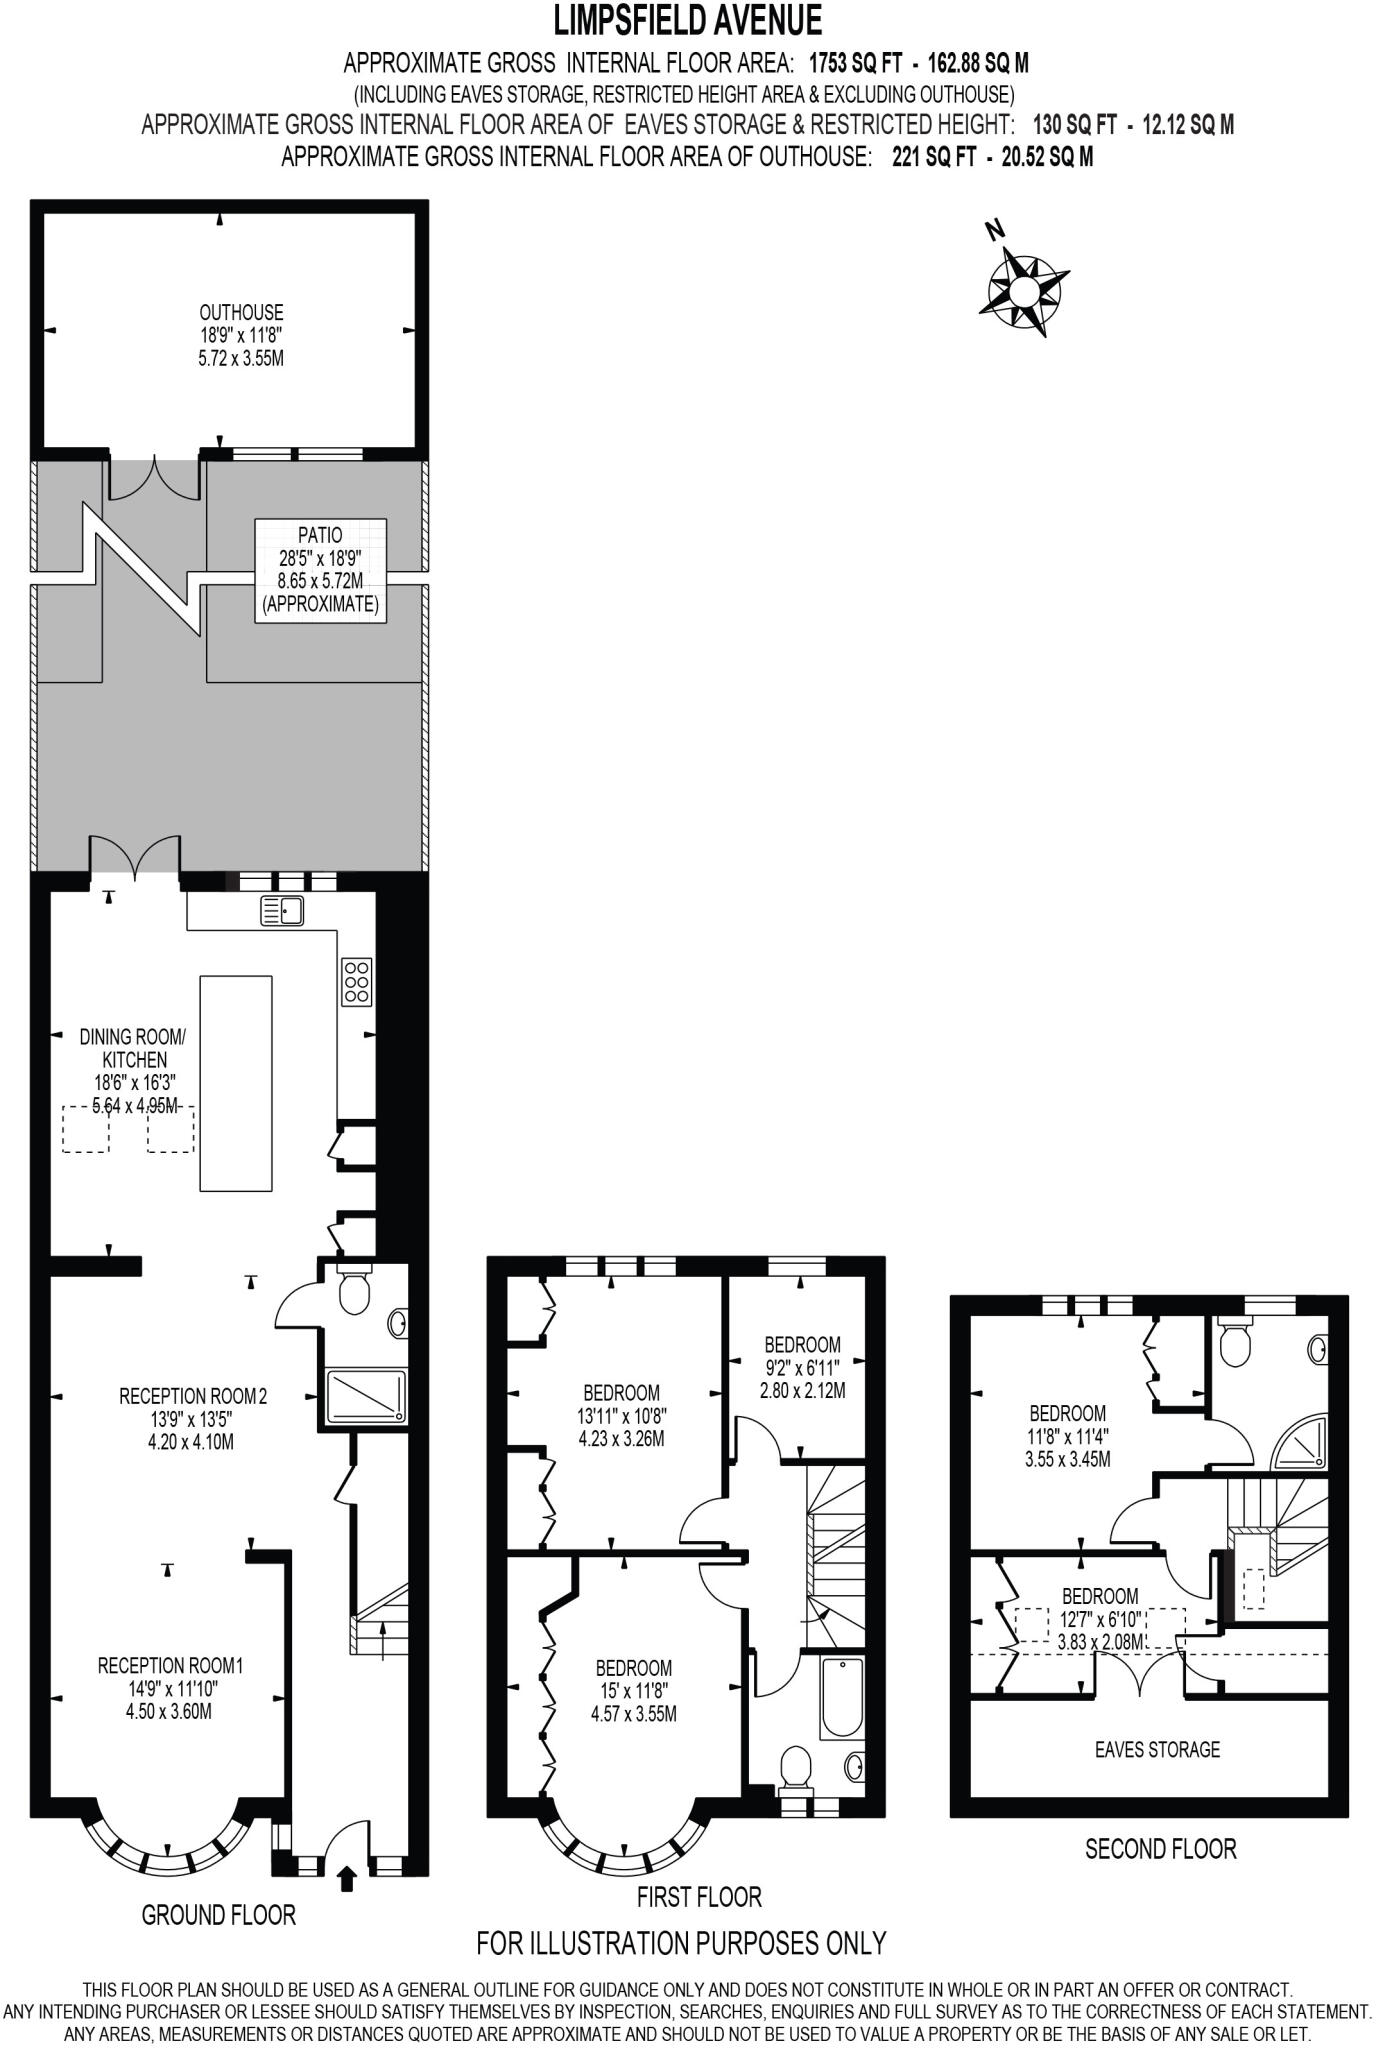 LIMPSFIELD AVENUE
APPROXIMATE GROSS INTERNAL FLOOR AREA: 1753 SQ FT - 162.88 SQ M
(INCLUDING EAVES STORAGE, RESTRICTED HEIGHT AREA & EXCLUDING OUTHOUSE)
APPROXIMATE GROSS INTERNAL FLOOR AREA OF EAVES STORAGE & RESTRICTED HEIGHT: 130 SQ FT - 12.12 SQ M
APPROXIMATE GROSS INTERNAL FLOOR AREA OF OUTHOUSE: 221 SQ FT - 20.52 SQ M
N
OUTHOUSE
18'9" x 11'8"
5.72 x 3.55M
PATIO
28'5" x 18'9"
8.65 x 5.72M
(APPROXIMATE)
DINING ROOM/
KITCHEN
18'6" x 16'3"
5.64 x 4.95M
RECEPTION ROOM 2
13'9" x 13'5"
4.20 x 4.10M
RECEPTION ROOM 1
14'9" x 11'10"
4.50 x 3.60M
GROUND FLOOR
BEDROOM
9'2" x 6'11"
2.80 x 2.12M
BEDROOM
13'11" x 10'8"
4.23 x 3.26M
BEDROOM
15' x 11'8"
4.57 x 3.55M
FIRST FLOOR
BEDROOM
11'8" x 11'4"
3.55 x 3.45M
BEDROOM
12'7" x 6'10"
3.83 x 2.08M
EAVES STORAGE
SECOND FLOOR
FOR ILLUSTRATION PURPOSES ONLY
THIS FLOOR PLAN SHOULD BE USED AS A GENERAL OUTLINE FOR GUIDANCE ONLY AND DOES NOT CONSTITUTE IN WHOLE OR IN PART AN OFFER OR CONTRACT.
ANY INTENDING PURCHASER OR LESSEE SHOULD SATISFY THEMSELVES BY INSPECTION, SEARCHES, ENQUIRIES AND FULL SURVEY AS TO THE CORRECTNESS OF EACH STATEMENT.
ANY AREAS, MEASUREMENTS OR DISTANCES QUOTED ARE APPROXIMATE AND SHOULD NOT BE USED TO VALUE A PROPERTY OR BE THE BASIS OF ANY SALE OR LET.